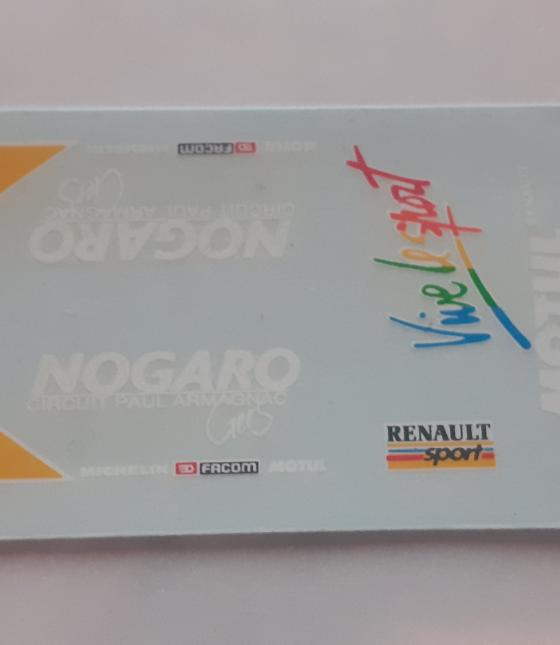 MICHELIN FACOM MOTUL
CIRCUIT PAUL ARMAGNAC
NOGARO
NOGARO
CIRCUIT PAUL ARMAGNAC
MICHELIN FACOM MOTUL
Vive le sport
RENAULT
sport
MOTUL